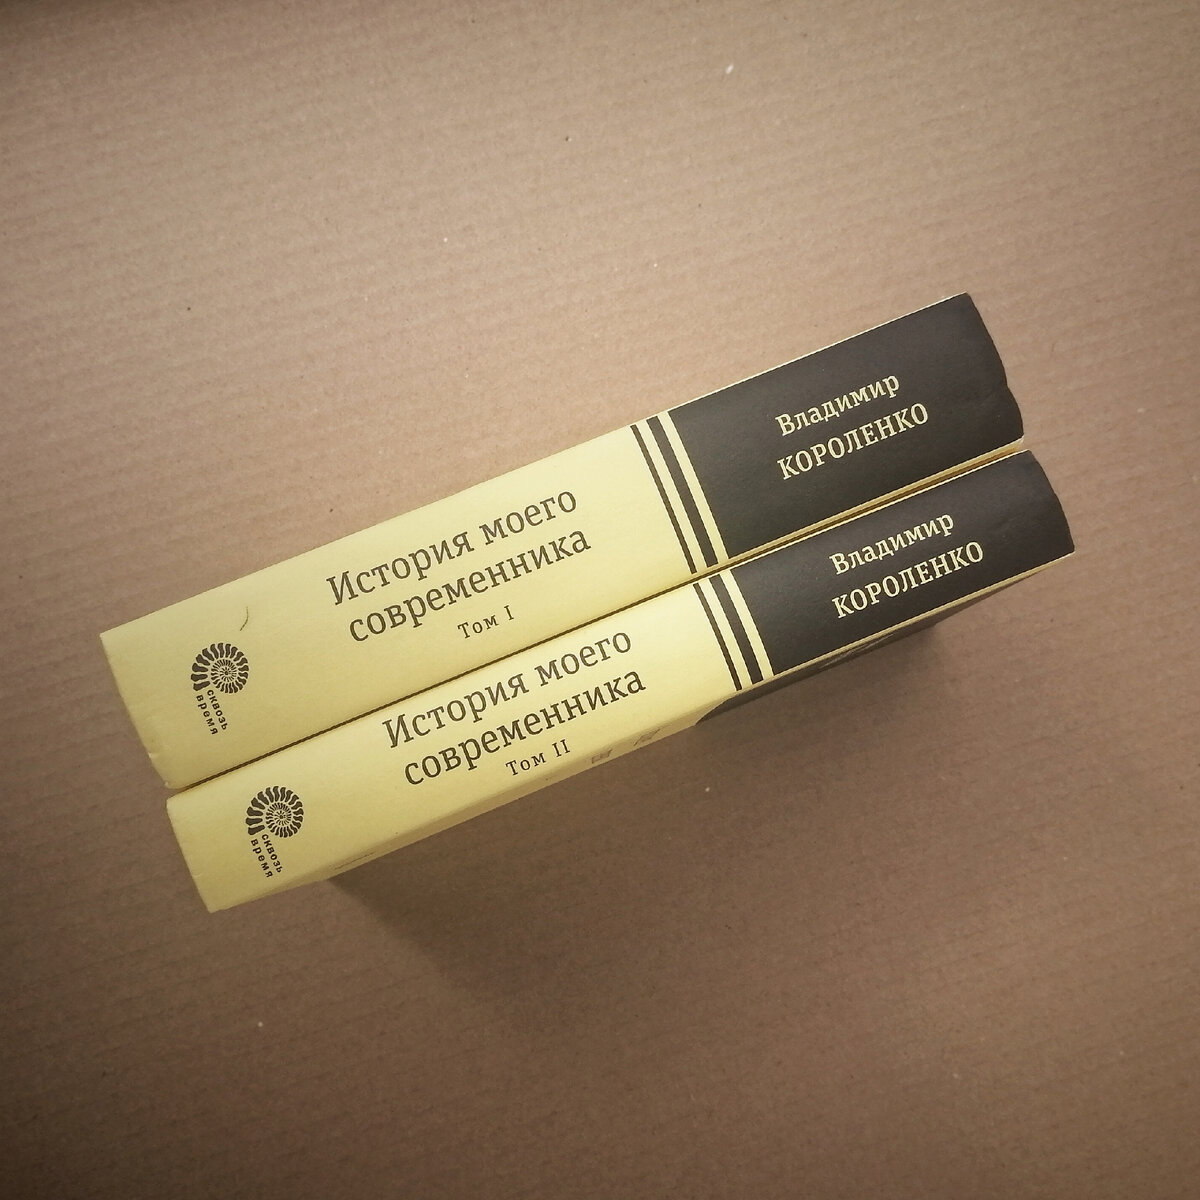 История моего
современника
Том I
Владимир
КОРОЛЕНКО
сквозь
время
История моего
современника
Том II
Владимир
КОРОЛЕНКО
сквозь
время